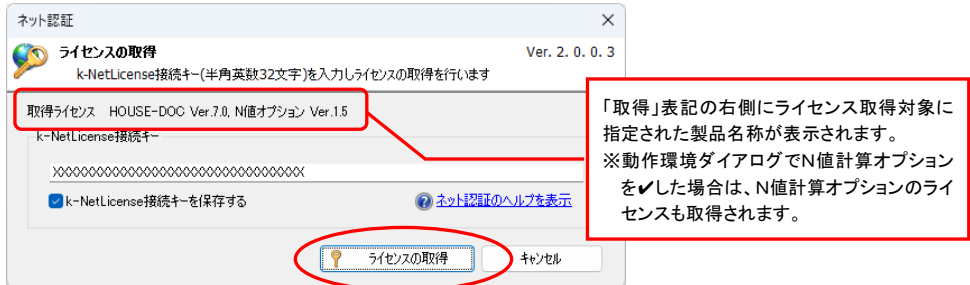 ネット認証
ライセンスの取得
Ver. 2. 0. 0. 3
k-NetLicense接続キー(半角英数32文字)を入力しライセンスの取得を行います
取得ライセンス HOUSE-DOC Ver.7.0, N値オプション Ver.1.5
k-NetLicense接続キー
XXXXXXXXXXXXXXXXXXXXXXXXXXXXXXXX
k-NetLicense接続キーを保存する
ネット認証のヘルプを表示
ライセンスの取得
キャンセル
「取得」表記の右側にライセンス取得対象に
指定された製品名称が表示されます。
※動作環境ダイアログでN値計算オプション
を✔した場合は、N値計算オプションのライ
センスも取得されます。